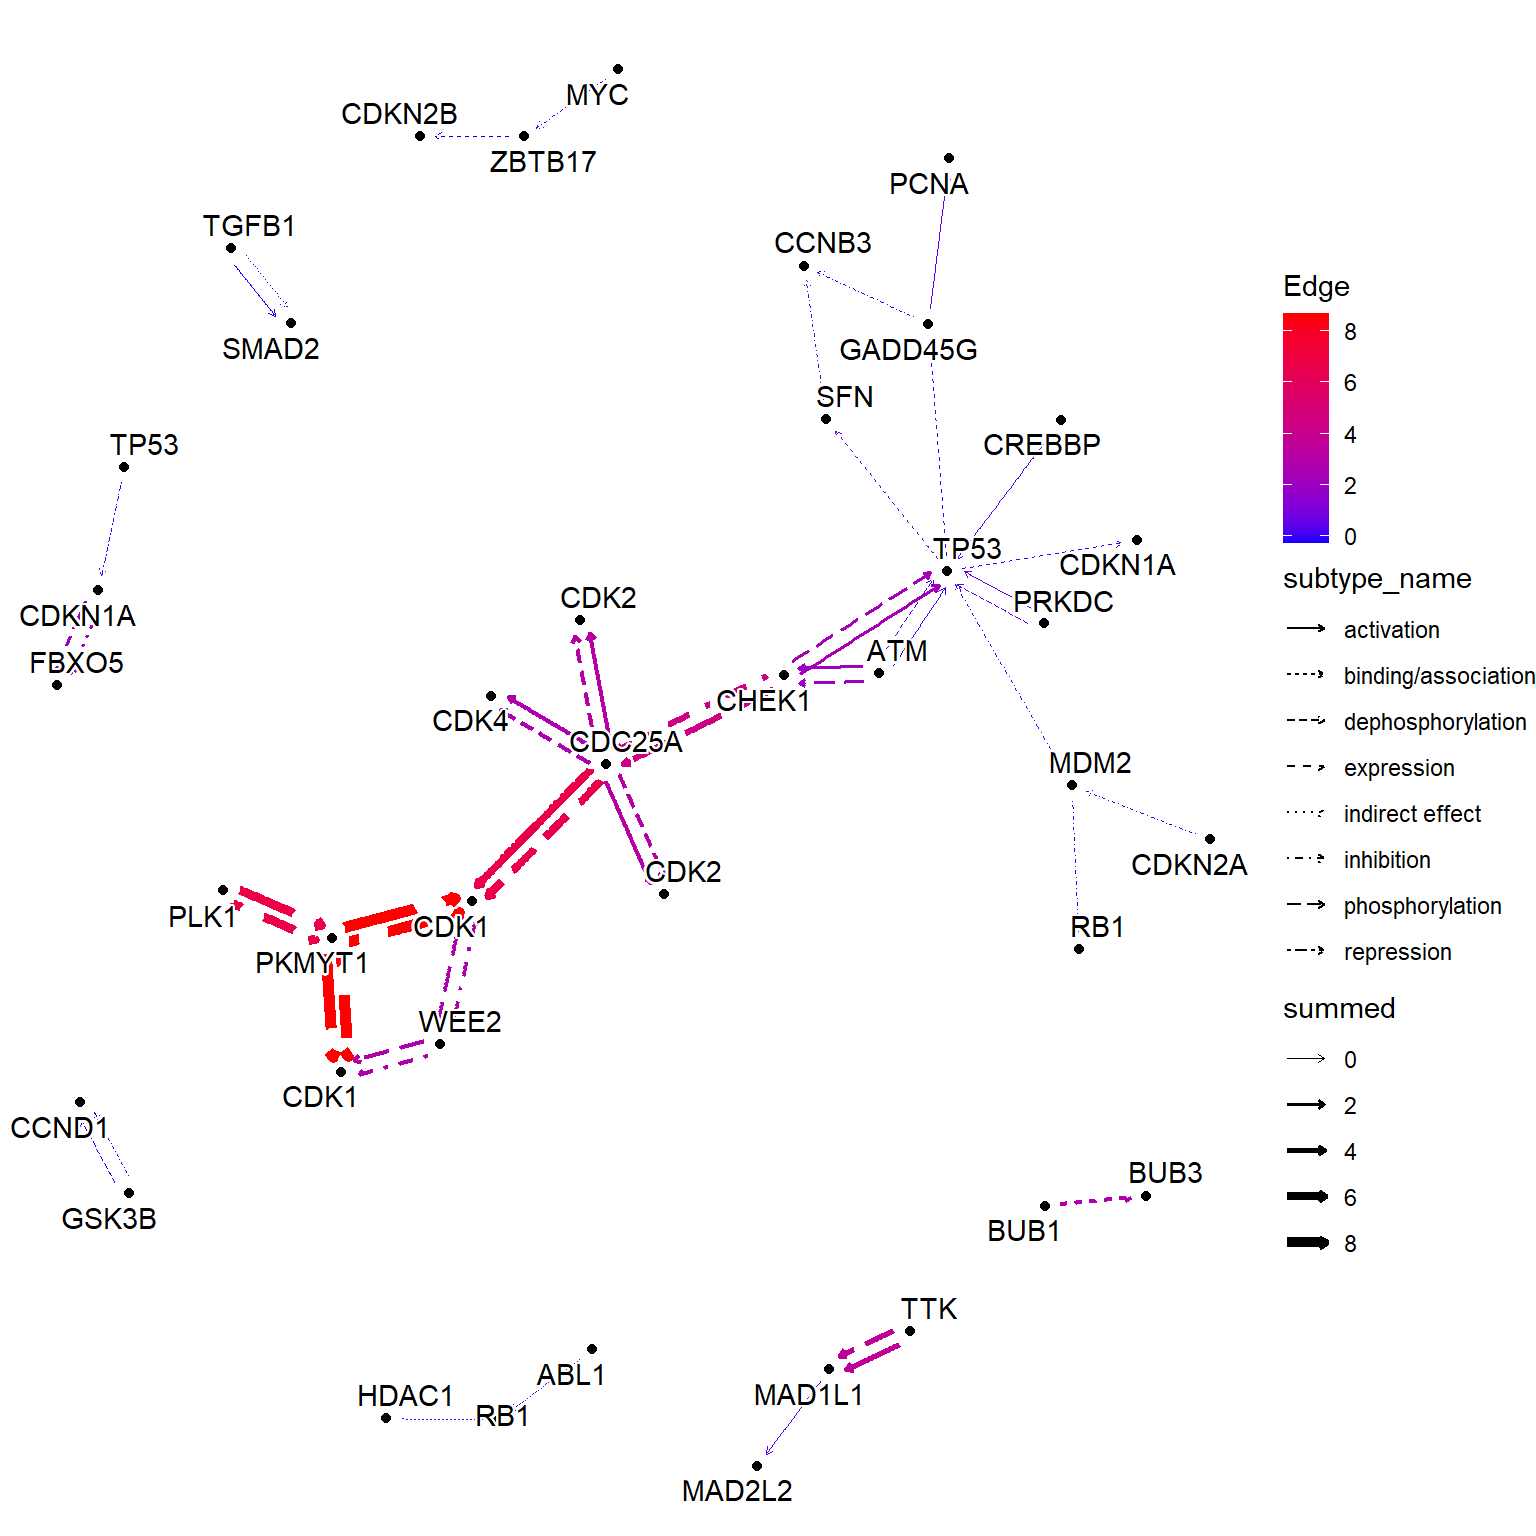 MYC
CDKN2B
ZBTB17
PCNA
TGFB1
CCNB3
SMAD2
GADD45G
SFN
TP53
CREBBP
TP53
CDKN1A
CDK2
PRKDC
CDKN1A
FBXO5
ATM
CHEK1
CDK4
CDC25A
MDM2
CDK2
CDKN2A
PLK1
CDK1
RB1
PKMYT1
WEE2
CDK1
CCND1
GSK3B
BUB3
BUB1
TTK
ABL1
HDAC1
RB1
MAD1L1
MAD2L2
Edge
8
6
4
2
0
subtype_name
activation
binding/association
dephosphorylation
expression
indirect effect
inhibition
phosphorylation
repression
summed
0
2
4
6
8